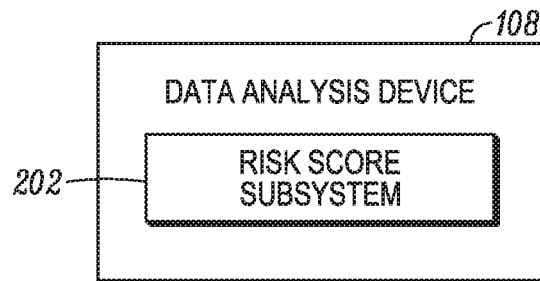 108
DATA ANALYSIS DEVICE
RISK SCORE
202
SUBSYSTEM